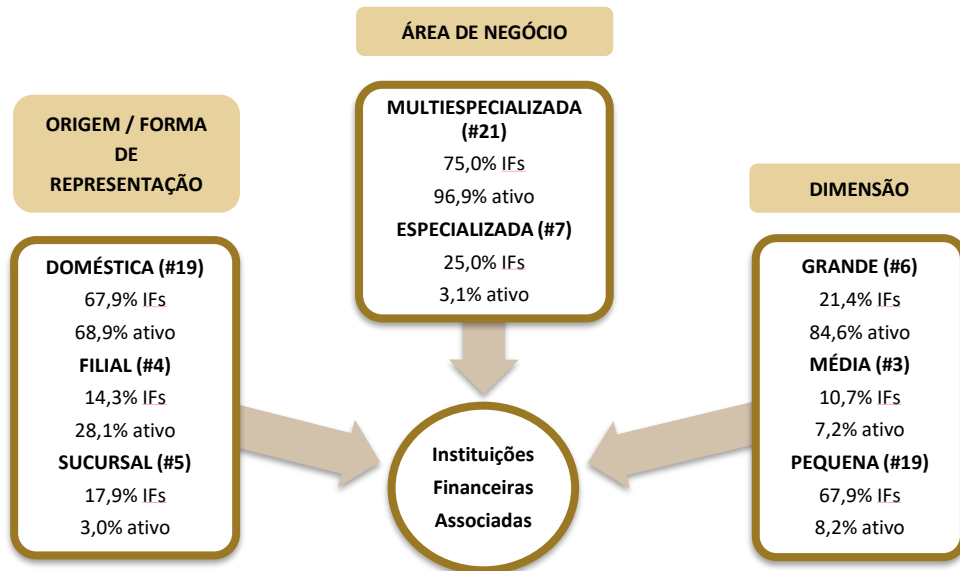 ÁREA DE NEGÓCIO
MULTIESPECIALIZADA
(#21)
75,0% IFs
96,9% ativo
ESPECIALIZADA (#7)
25,0% IFs
3,1% ativo
ORIGEM / FORMA
DE
REPRESENTAÇÃO
DOMÉSTICA (#19)
67,9% IFs
68,9% ativo
FILIAL (#4)
14,3% IFs
28,1% ativo
SUCURSAL (#5)
17,9% IFs
3,0% ativo
DIMENSÃO
GRANDE (#6)
21,4% IFs
84,6% ativo
MÉDIA (#3)
10,7% IFs
7,2% ativo
PEQUENA (#19)
67,9% IFs
8,2% ativo
Instituições
Financeiras
Associadas